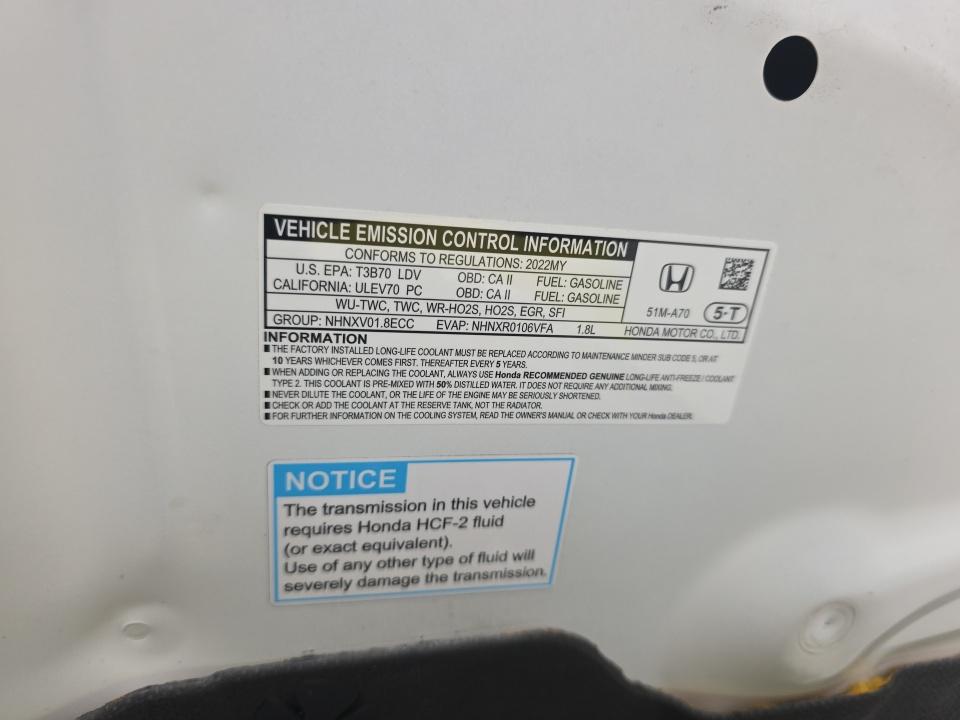 VEHICLE EMISSION CONTROL INFORMATION
CONFORMS TO REGULATIONS: 2022MY
U.S. EPA: T3B70 LDV OBD: CA II FUEL: GASOLINE
CALIFORNIA: ULEV70 PC OBD: CA II FUEL: GASOLINE
WU-TWC, TWC, WR-HO2S, HO2S, EGR, SFI
GROUP: NHNXV01.8ECC EVAP: NHNXR0106VFA 1.8L
51M-A70 5-T
HONDA MOTOR CO., LTD.
INFORMATION
THE FACTORY INSTALLED LONG-LIFE COOLANT MUST BE REPLACED ACCORDING TO MAINTENANCE MINDER SUB CODE 5, OR AT
10 YEARS WHICHEVER COMES FIRST. THEREAFTER EVERY 5 YEARS.
WHEN ADDING OR REPLACING THE COOLANT, ALWAYS USE Honda RECOMMENDED GENUINE LONG-LIFE ANTI-FREEZE / COOLANT
TYPE 2. THIS COOLANT IS PRE-MIXED WITH 50% DISTILLED WATER. IT DOES NOT REQUIRE ANY ADDITIONAL MIXING.
NEVER DILUTE THE COOLANT, OR THE LIFE OF THE ENGINE MAY BE SERIOUSLY SHORTENED.
CHECK OR ADD THE COOLANT AT THE RESERVE TANK, NOT THE RADIATOR.
FOR FURTHER INFORMATION ON THE COOLING SYSTEM, READ THE OWNER'S MANUAL OR CHECK WITH YOUR Honda DEALER.
NOTICE
The transmission in this vehicle
requires Honda HCF-2 fluid
(or exact equivalent).
Use of any other type of fluid will
severely damage the transmission.